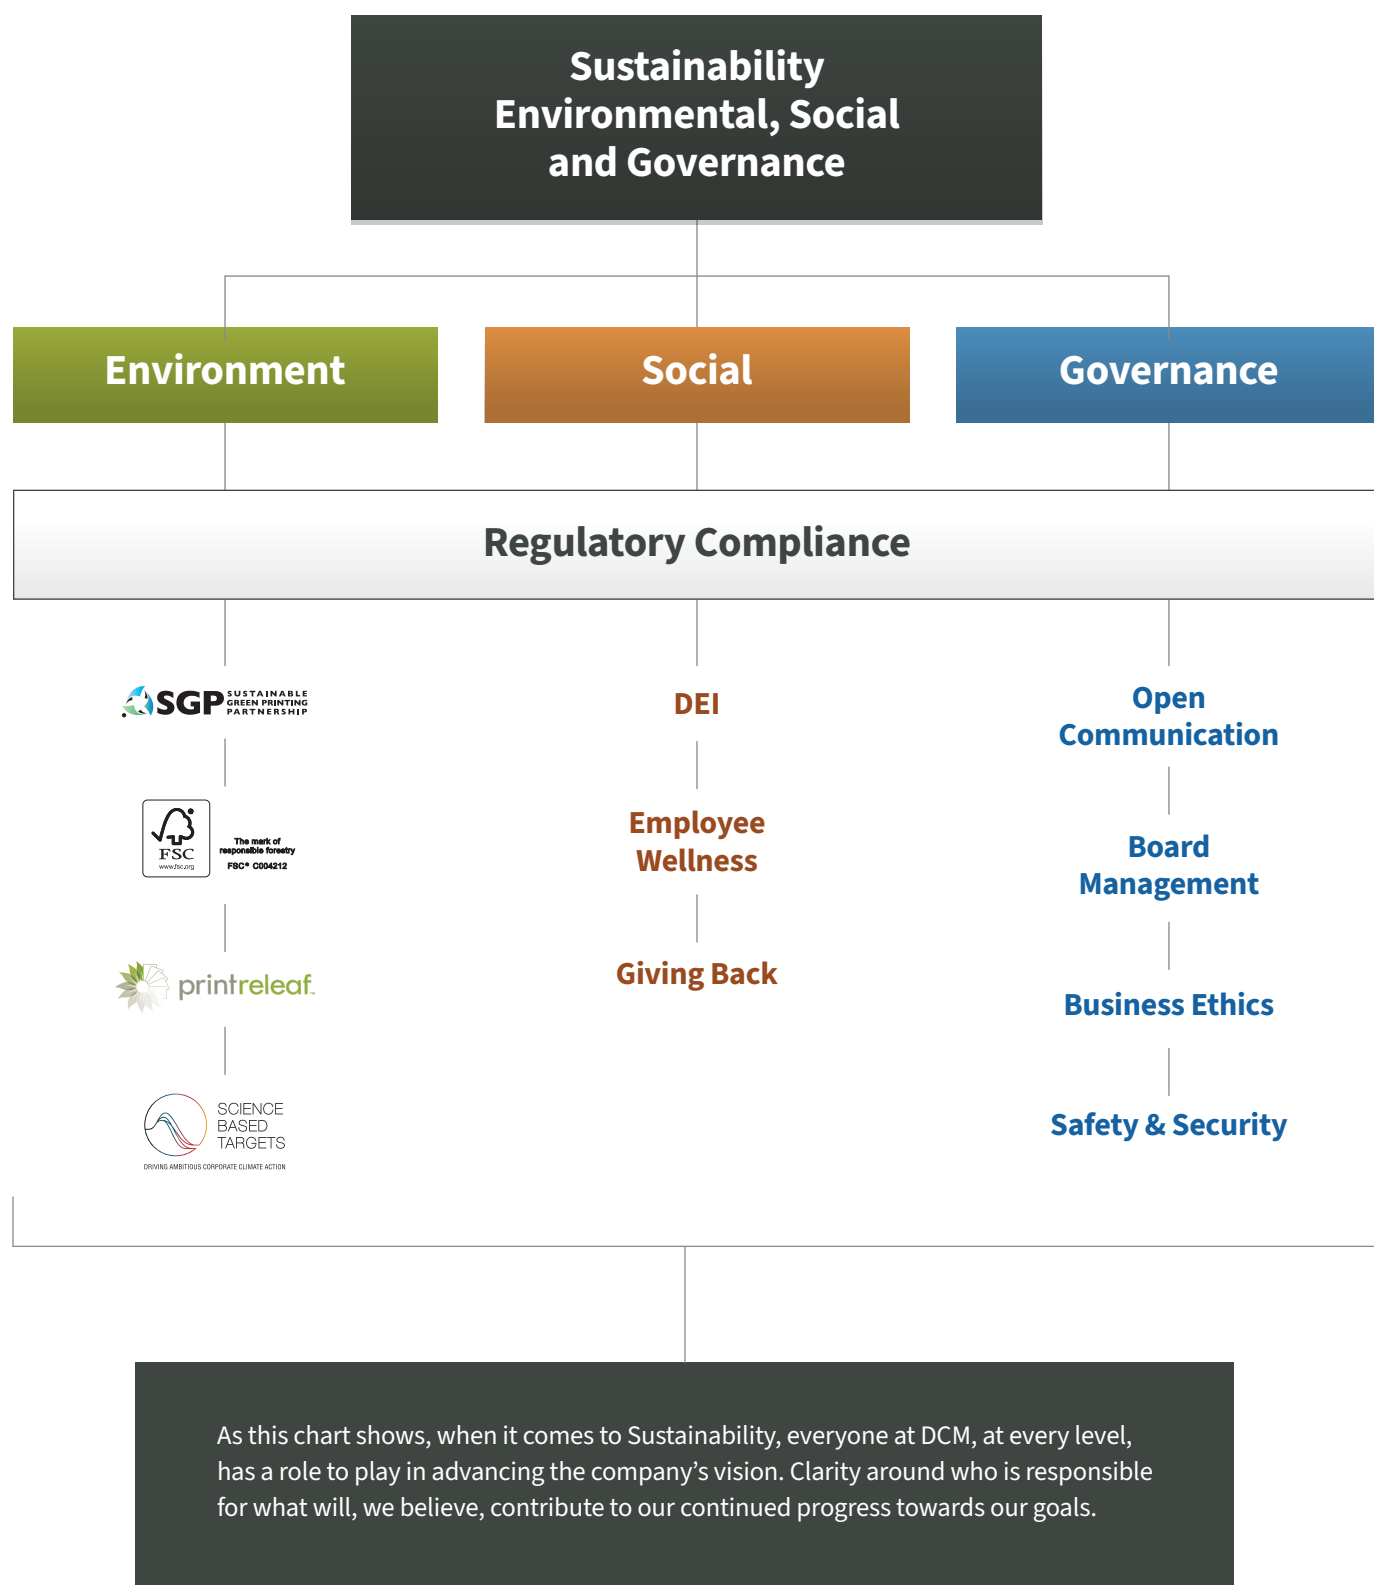 Sustainability
Environmental, Social
and Governance
Environment
Social
Governance
Regulatory Compliance
SGP
SUSTAINABLE
GREEN PRINTING
PARTNERSHIP
FSC
www.fsc.org
The mark of
responsible forestry
FSC® C004212
printreleaf™
SCIENCE
BASED
TARGETS
DRIVING AMBITIOUS CORPORATE CLIMATE ACTION
DEI
Employee
Wellness
Giving Back
Open
Communication
Board
Management
Business Ethics
Safety & Security
As this chart shows, when it comes to Sustainability, everyone at DCM, at every level,
has a role to play in advancing the company’s vision. Clarity around who is responsible
for what will, we believe, contribute to our continued progress towards our goals.